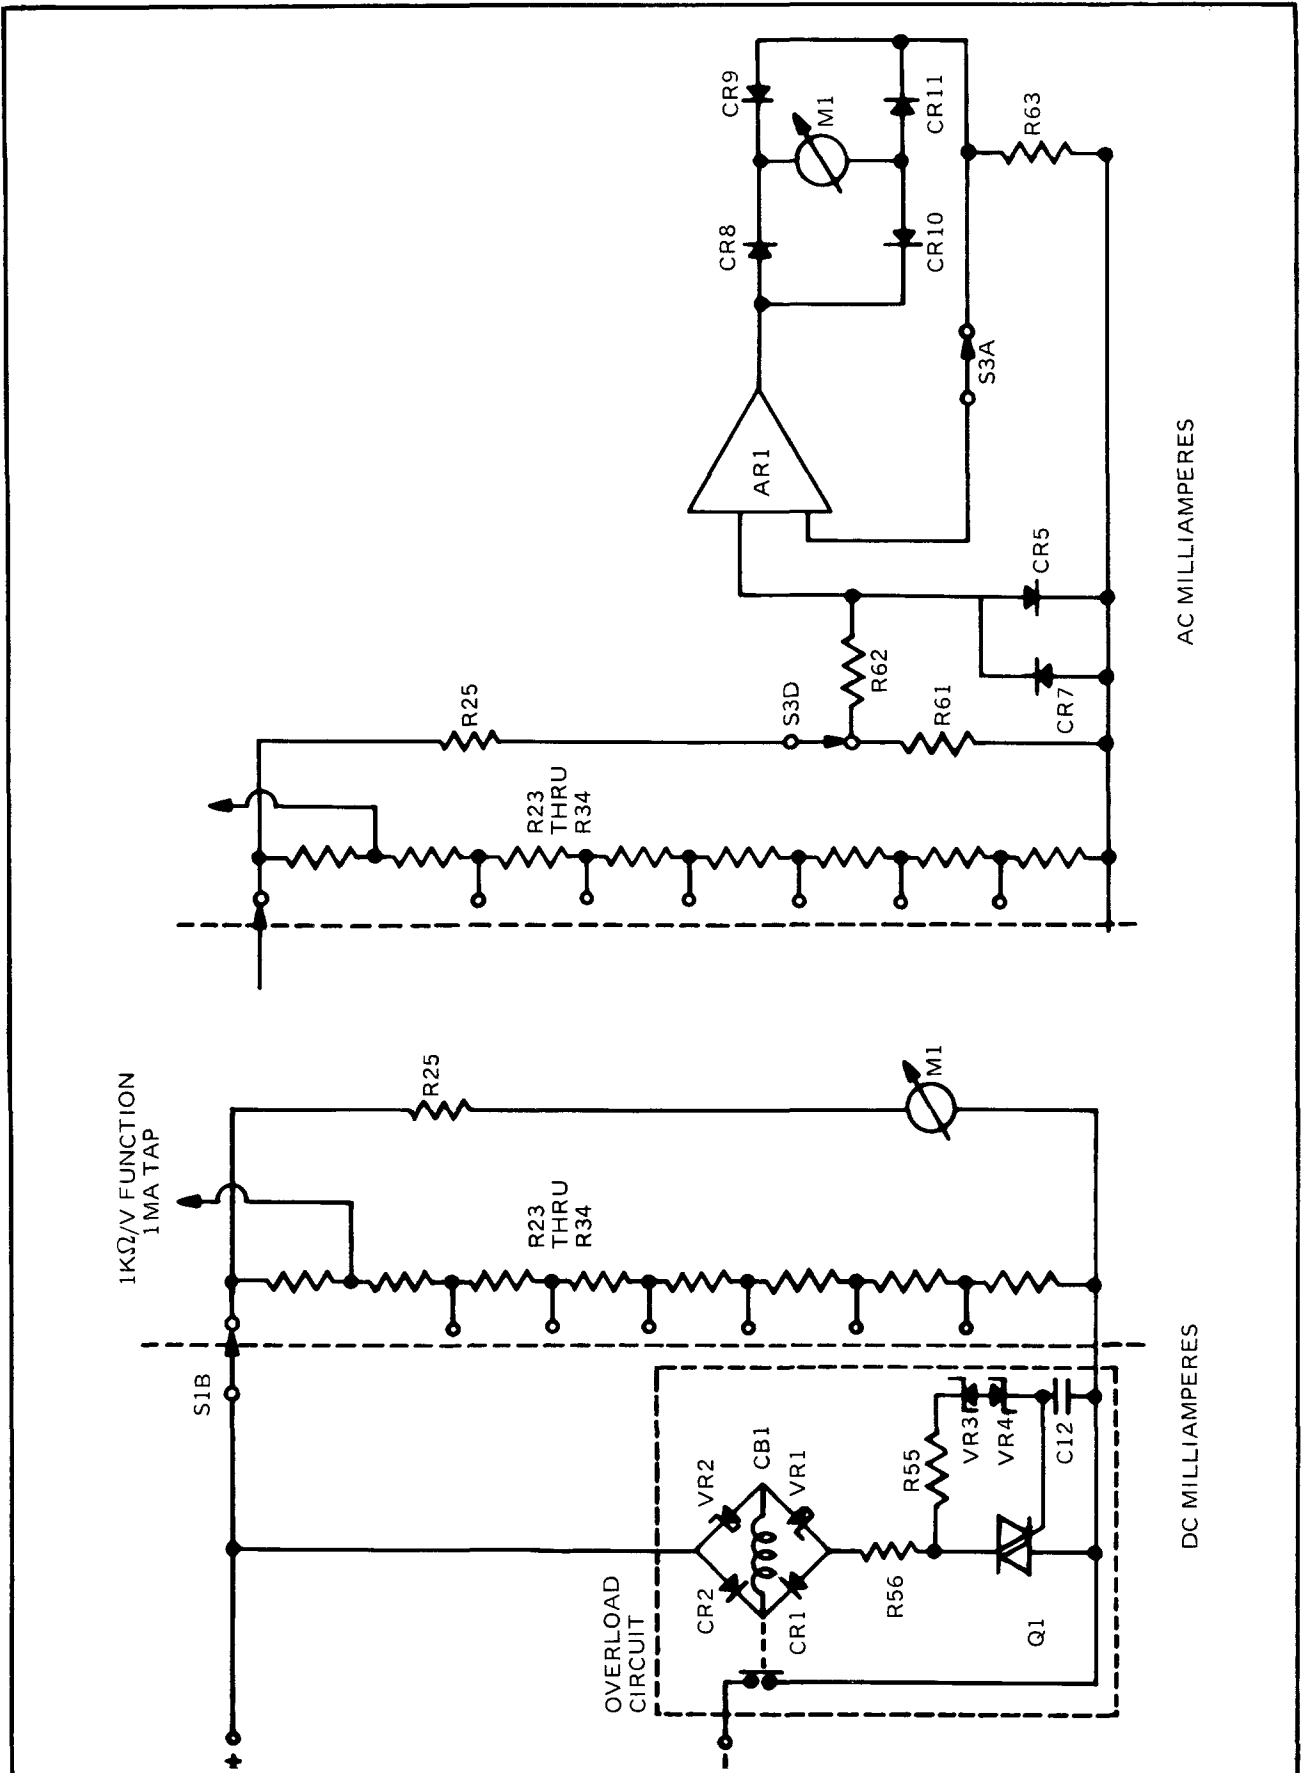 1KΩ/V FUNCTION
1MA TAP
S1B
R25
R23
THRU
R34
M1
OVERLOAD
CIRCUIT
VR2
CB1
CR2
VR1
CR1
R56
R55
VR3
VR4
C12
Q1
+
-
DC MILLIAMPERES
R25
R23
THRU
R34
S3D
R62
R61
CR7
CR5
AR1
S3A
CR8
CR9
M1
CR10
CR11
R63
AC MILLIAMPERES